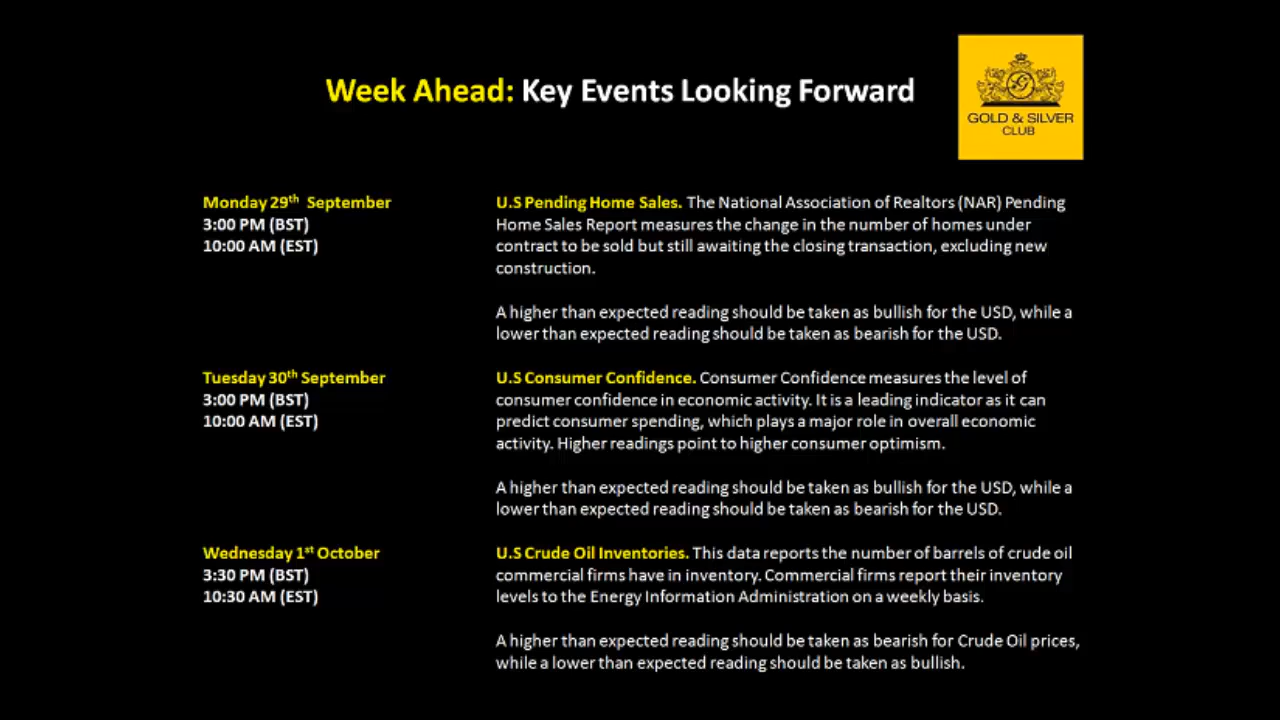 Week Ahead: Key Events Looking Forward
GOLD & SILVER
CLUB
Monday 29th September
3:00 PM (BST)
10:00 AM (EST)
U.S Pending Home Sales. The National Association of Realtors (NAR) Pending
Home Sales Report measures the change in the number of homes under
contract to be sold but still awaiting the closing transaction, excluding new
construction.
A higher than expected reading should be taken as bullish for the USD, while a
lower than expected reading should be taken as bearish for the USD.
Tuesday 30th September
3:00 PM (BST)
10:00 AM (EST)
U.S Consumer Confidence. Consumer Confidence measures the level of
consumer confidence in economic activity. It is a leading indicator as it can
predict consumer spending, which plays a major role in overall economic
activity. Higher readings point to higher consumer optimism.
A higher than expected reading should be taken as bullish for the USD, while a
lower than expected reading should be taken as bearish for the USD.
Wednesday 1st October
3:30 PM (BST)
10:30 AM (EST)
U.S Crude Oil Inventories. This data reports the number of barrels of crude oil
commercial firms have in inventory. Commercial firms report their inventory
levels to the Energy Information Administration on a weekly basis.
A higher than expected reading should be taken as bearish for Crude Oil prices,
while a lower than expected reading should be taken as bullish.